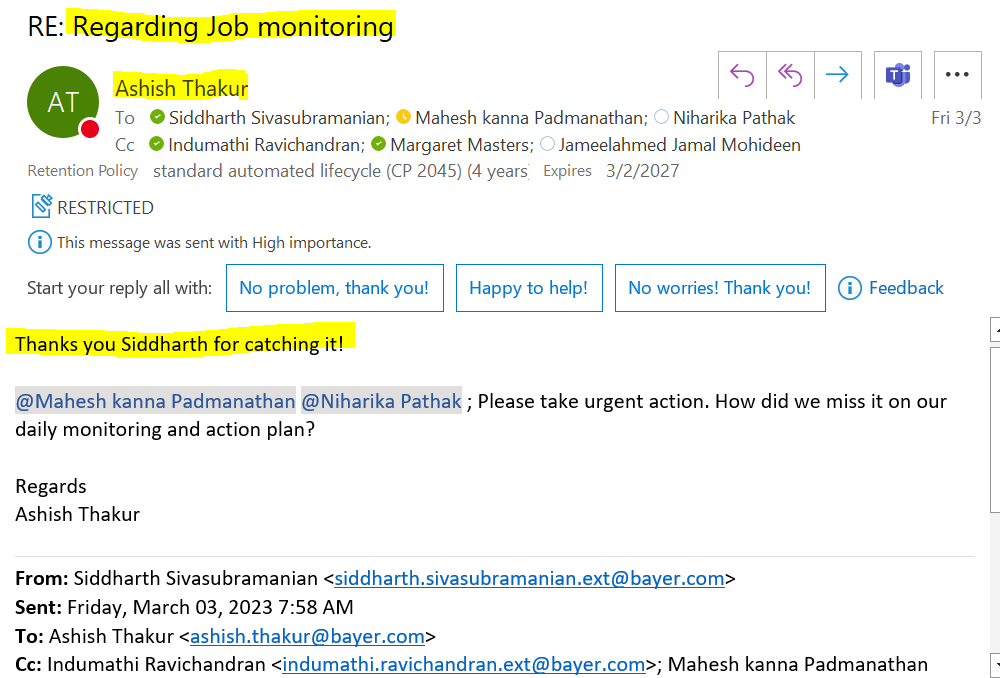 RE: Regarding Job monitoring
AT
Ashish Thakur
To Siddharth Sivasubramanian; Mahesh kanna Padmanathan; Niharika Pathak
Fri 3/3
Cc Indumathi Ravichandran; Margaret Masters; Jameelahmed Jamal Mohideen
Retention Policy standard automated lifecycle (CP 2045) (4 years) Expires 3/2/2027
RESTRICTED
This message was sent with High importance.
Start your reply all with: No problem, thank you! Happy to help! No worries! Thank you! Feedback
Thanks you Siddharth for catching it!
@Mahesh kanna Padmanathan @Niharika Pathak ; Please take urgent action. How did we miss it on our
daily monitoring and action plan?
Regards
Ashish Thakur
From: Siddharth Sivasubramanian <siddharth.sivasubramanian.ext@bayer.com>
Sent: Friday, March 03, 2023 7:58 AM
To: Ashish Thakur <ashish.thakur@bayer.com>
Cc: Indumathi Ravichandran <indumathi.ravichandran.ext@bayer.com>; Mahesh kanna Padmanathan